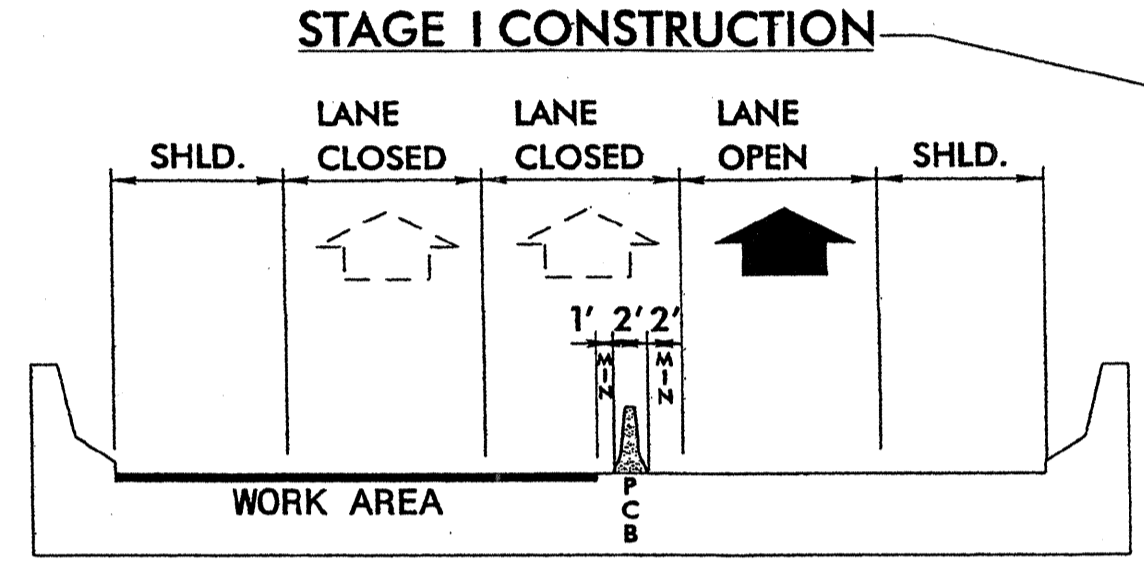 STAGE I CONSTRUCTION
LANE CLOSED
LANE CLOSED
LANE OPEN
SHLD.
SHLD.
1' 2' 2'
MIN
MIN
WORK AREA
PCB